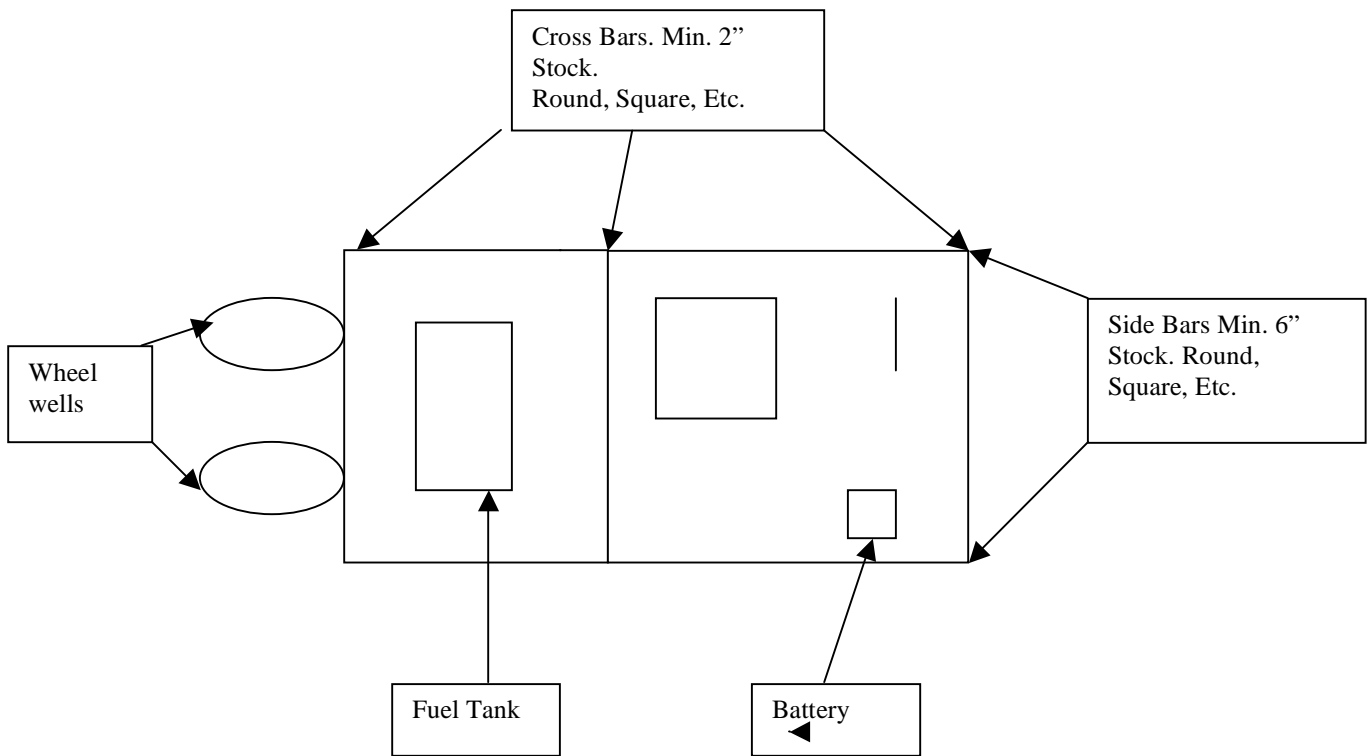 Cross Bars. Min. 2”
Stock.
Round, Square, Etc.
Side Bars Min. 6”
Stock. Round,
Square, Etc.
Wheel
wells
Fuel Tank
Battery